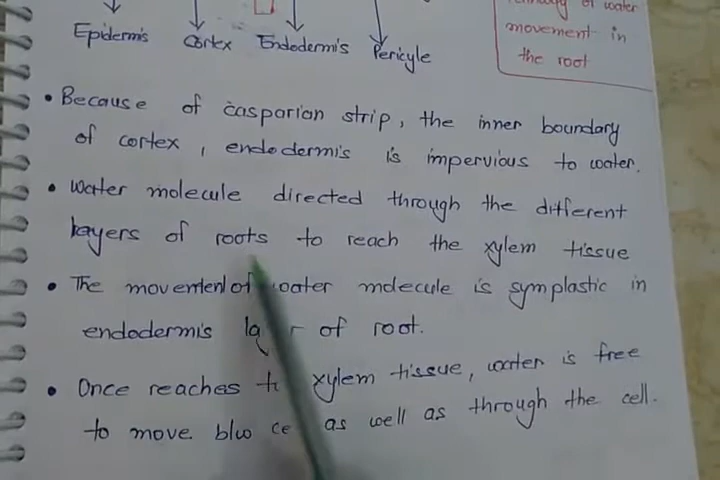 of water
movement in
the root
Epidermis Cortex Endodermis Pericycle
• Because of casparian strip, the inner boundary
of cortex, endodermis is impervious to water.
• Water molecule directed through the different
layers of roots to reach the xylem tissue
• The movement of water molecule is symplastic in
endodermis of root.
• Once reaches xylem tissue, water is free
to move b/w as well as through the cell.